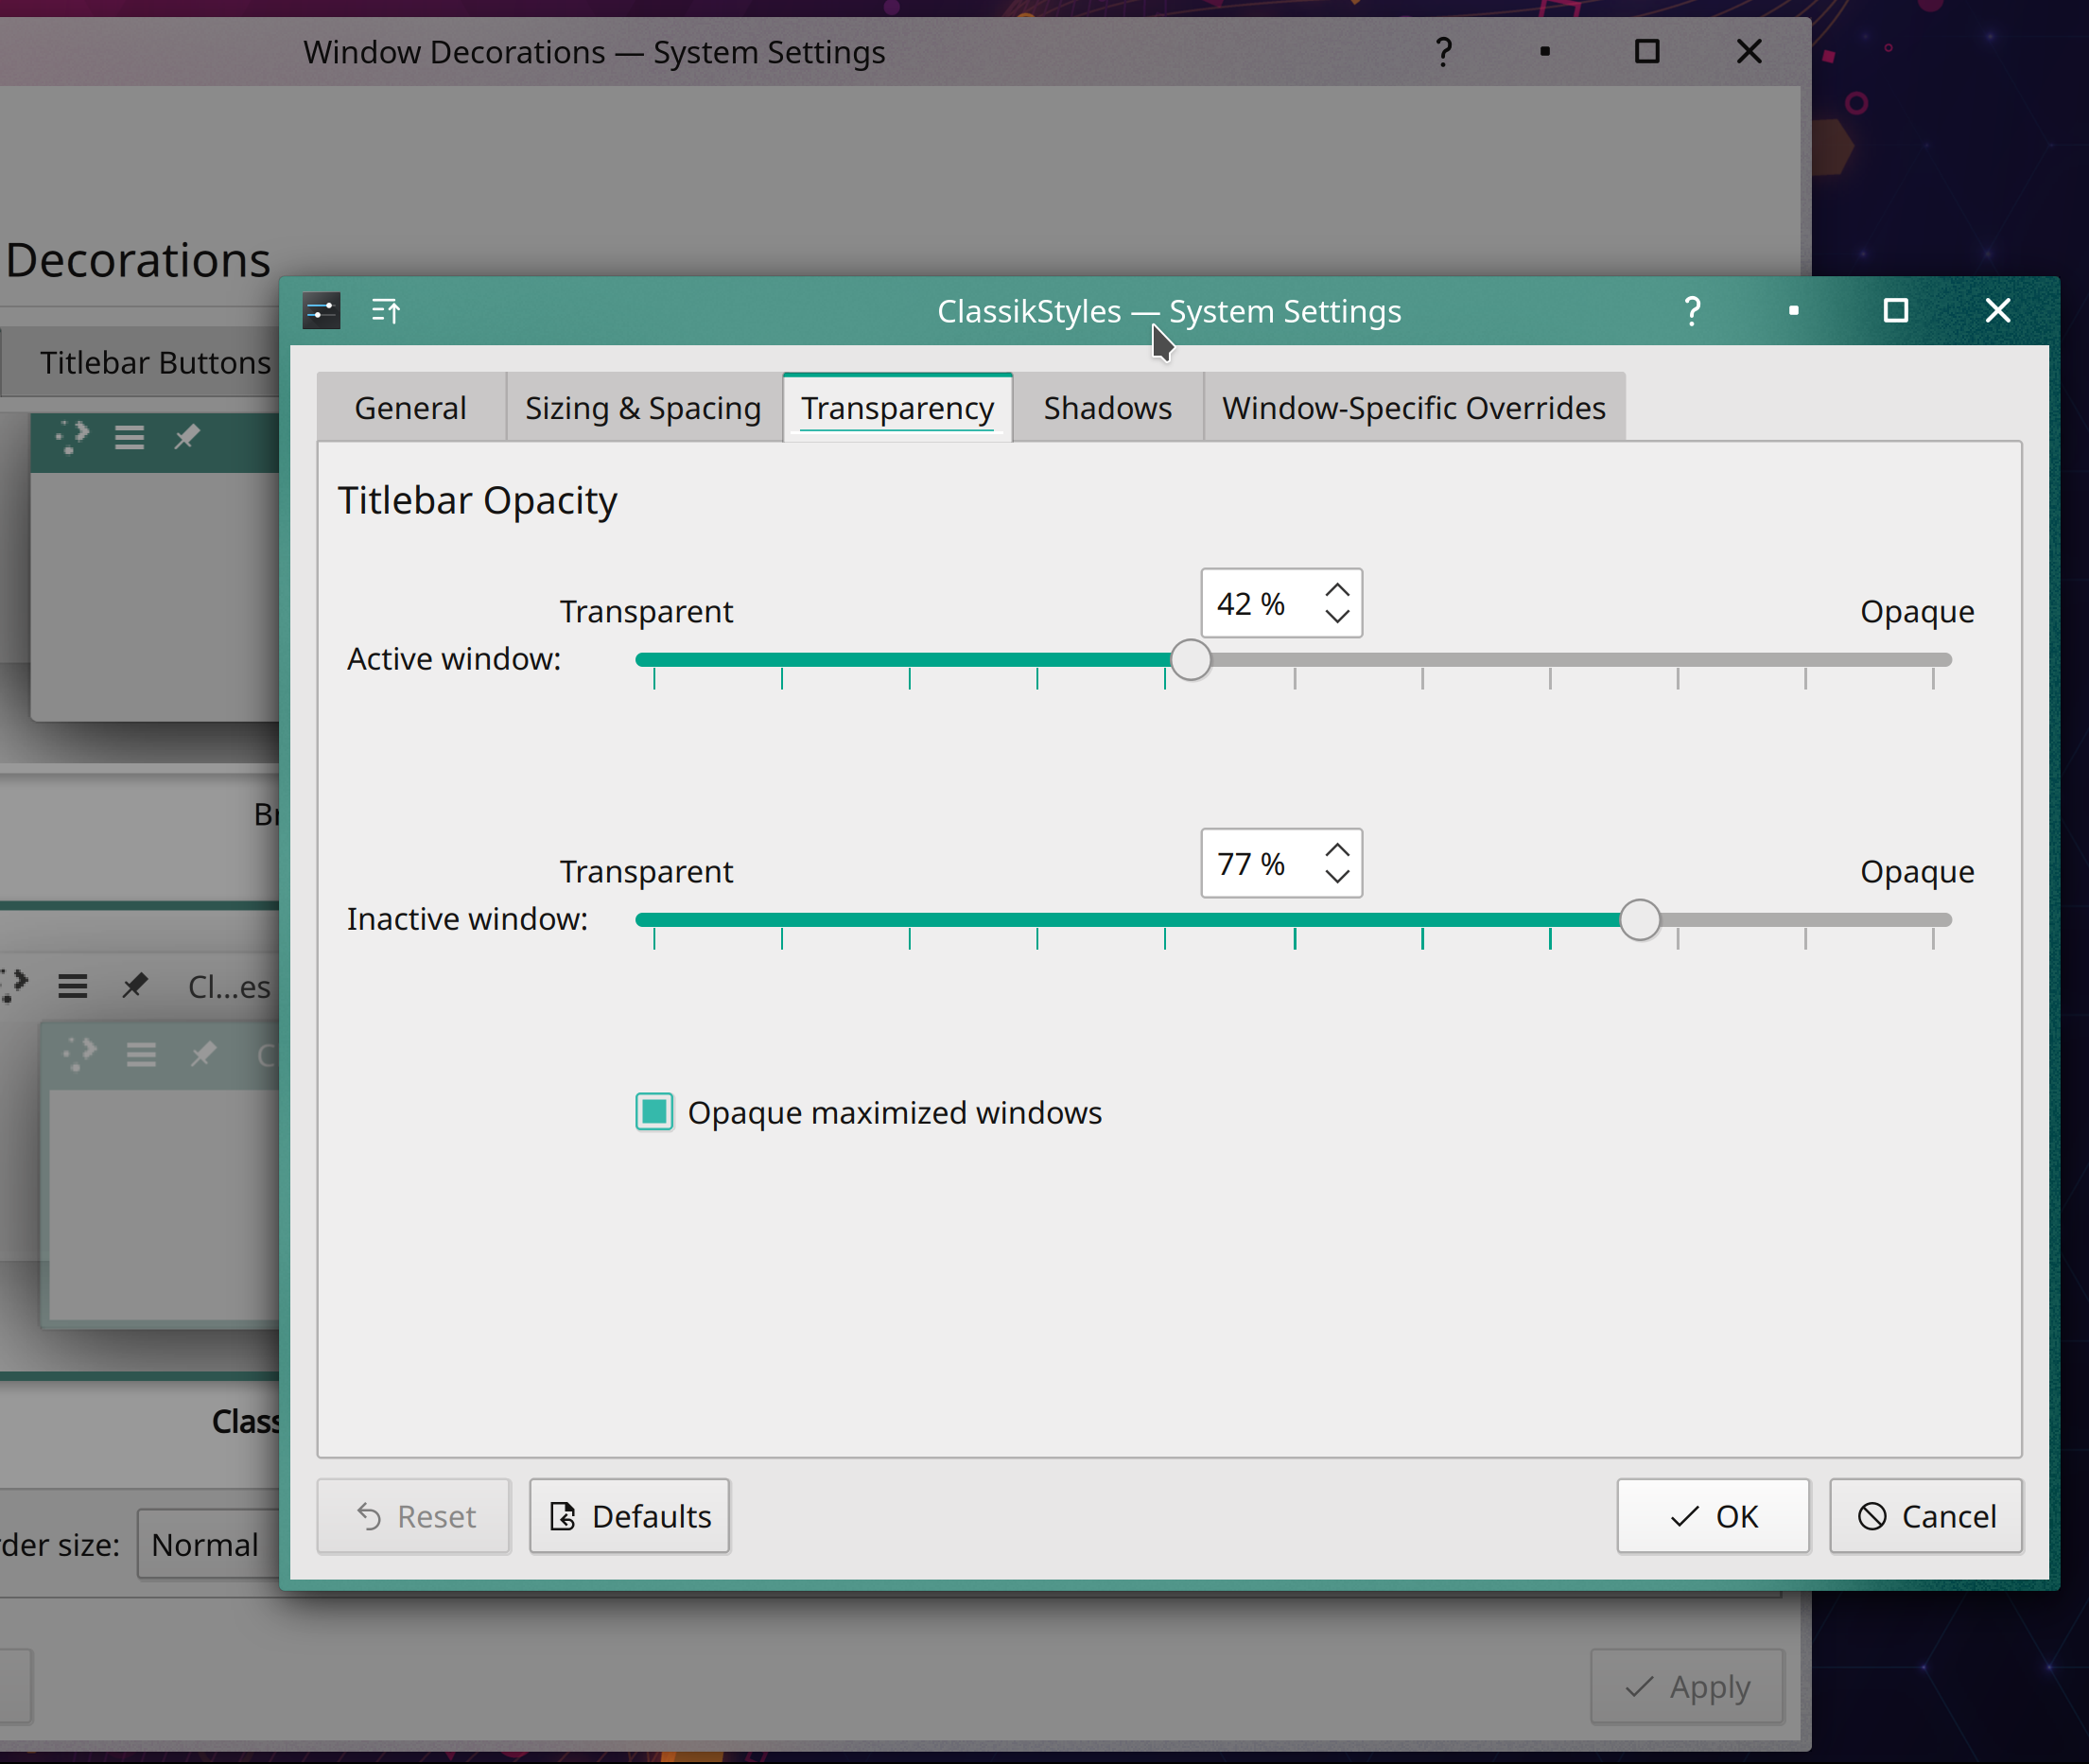 Window Decorations — System Settings
Decorations
Titlebar Buttons
ClassikStyles — System Settings
General
Sizing & Spacing
Transparency
Shadows
Window-Specific Overrides
Titlebar Opacity
Transparent
42 %
Opaque
Active window:
Transparent
77 %
Opaque
Inactive window:
Opaque maximized windows
Br
Cl...es
C
Class
der size:
Normal
Reset
Defaults
OK
Cancel
Apply